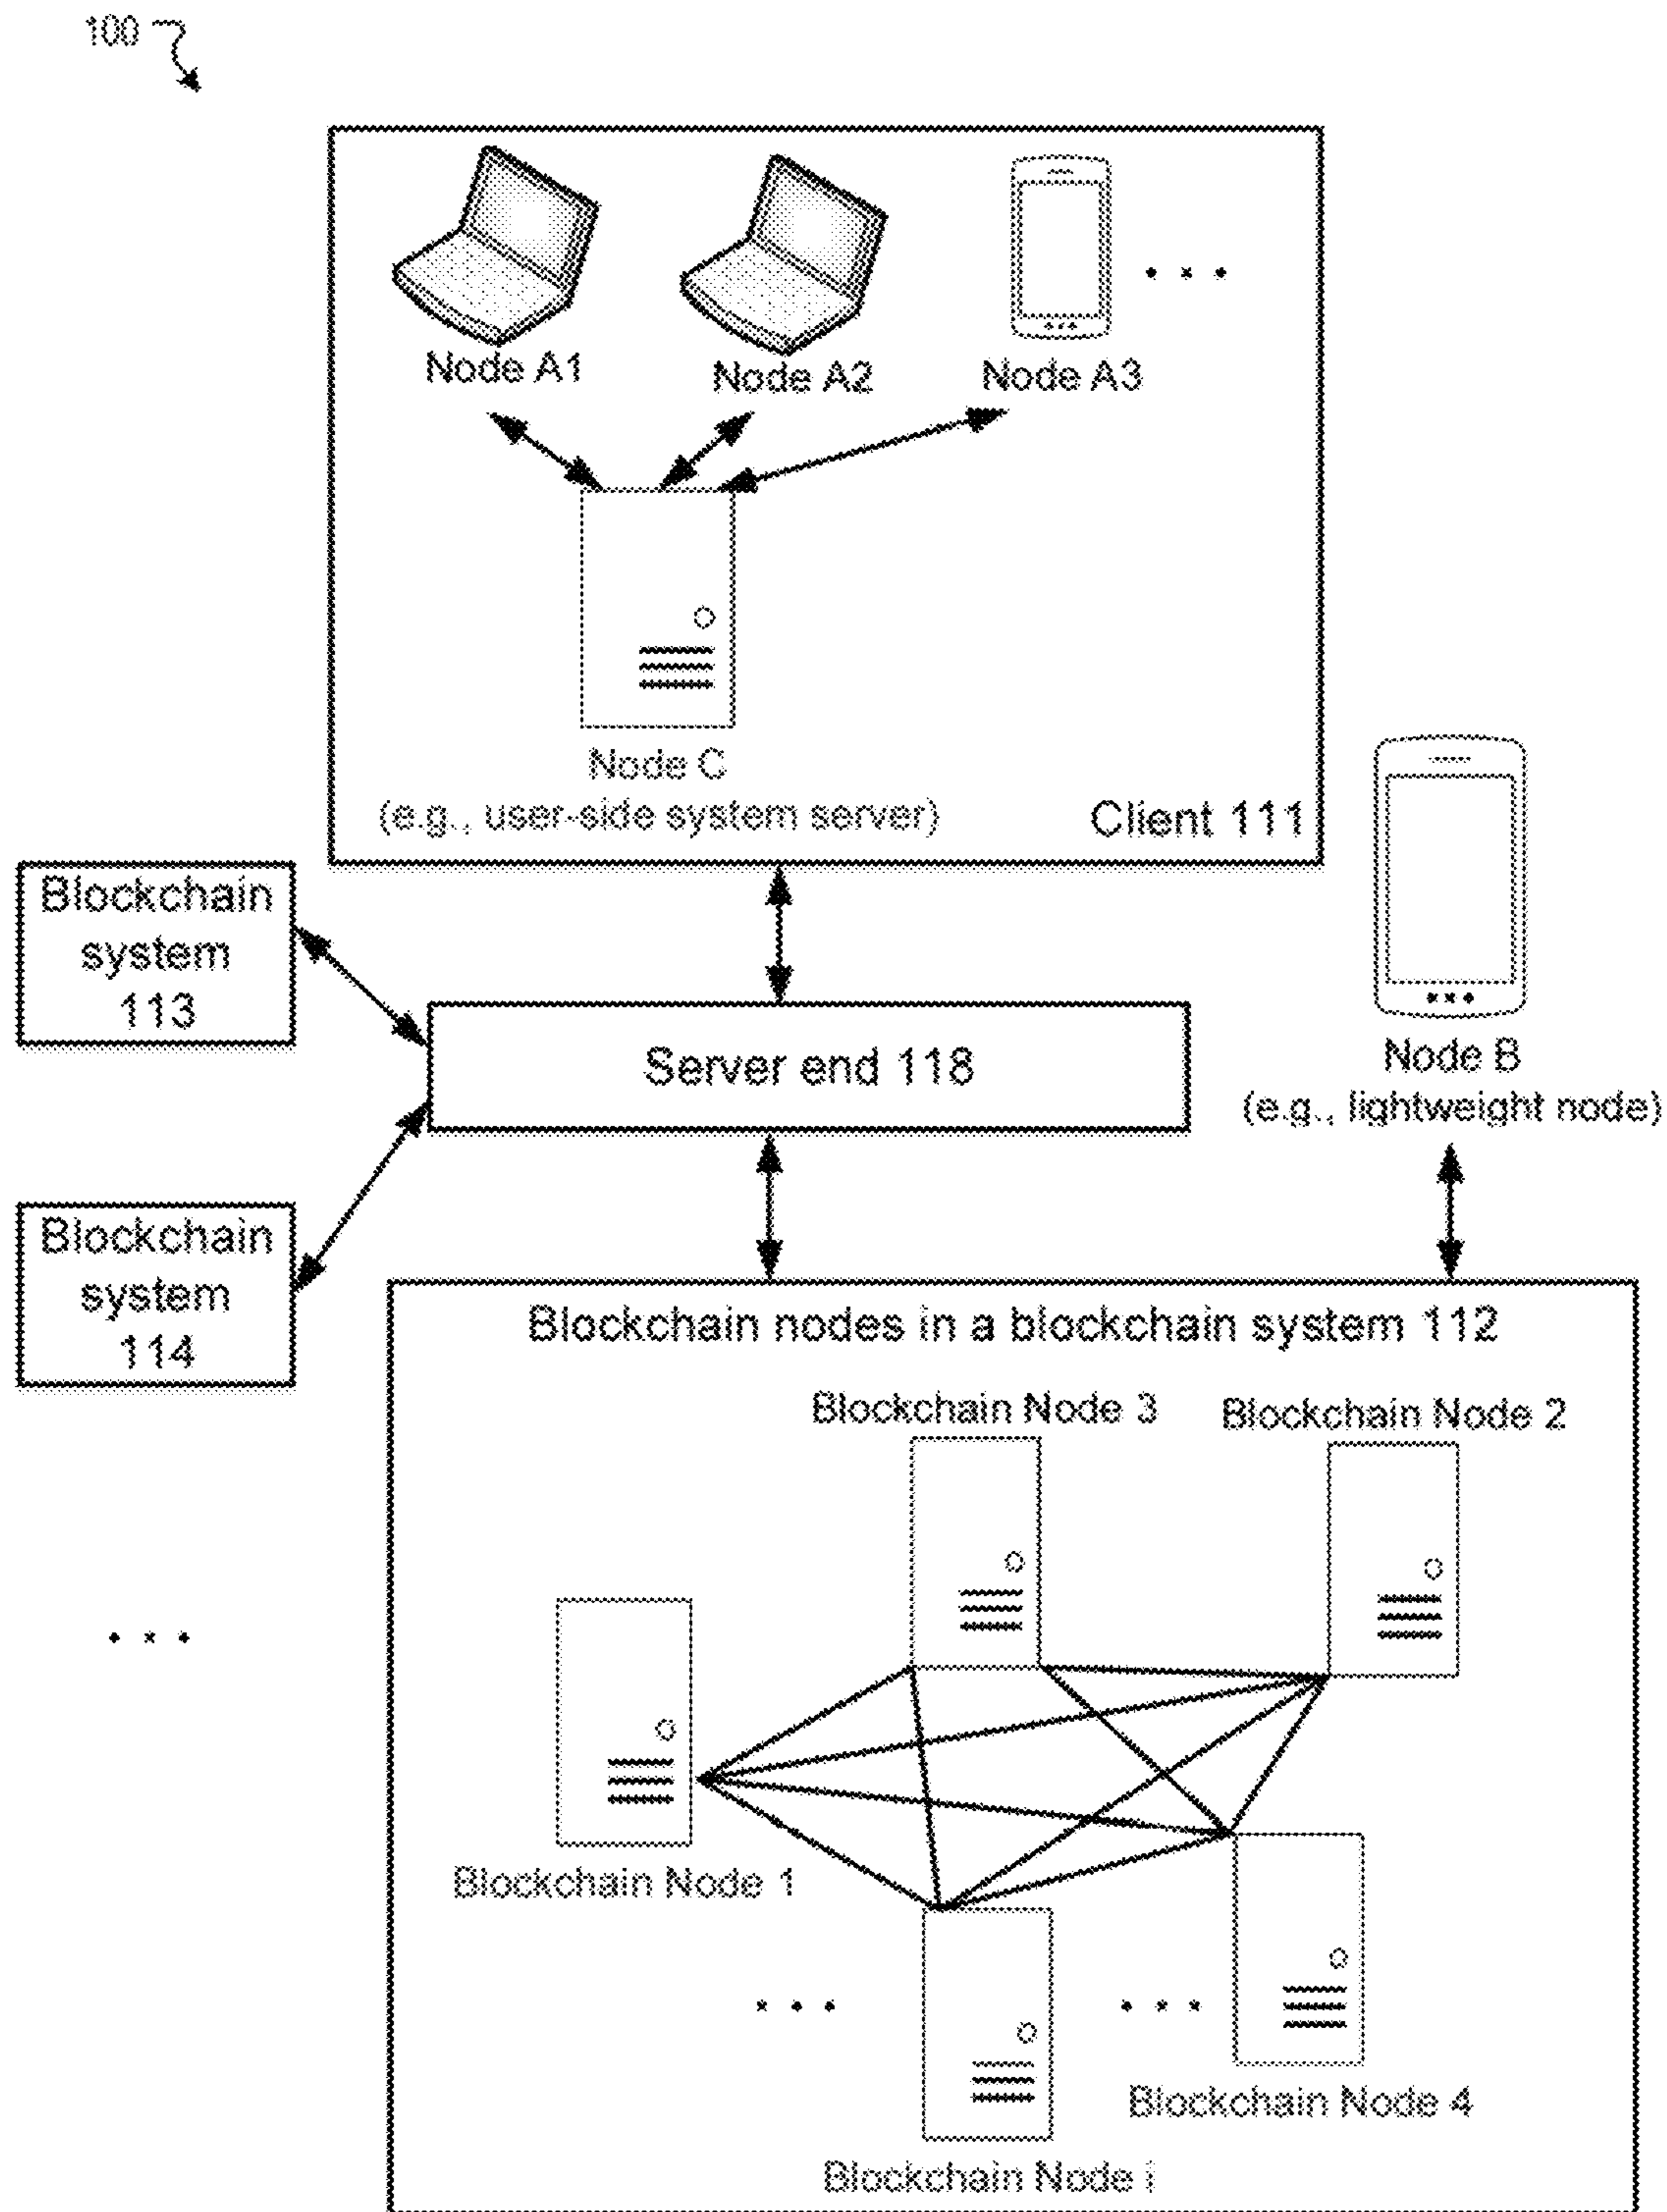 100
Node A1
Node A2
Node A3
Node C
(e.g., user-side system server)
Client 111
Blockchain
system
113
Server end 118
Node B
(e.g., lightweight node)
Blockchain
system
114
Blockchain nodes in a blockchain system 112
Blockchain Node 3
Blockchain Node 2
Blockchain Node 1
Blockchain Node 4
Blockchain Node i